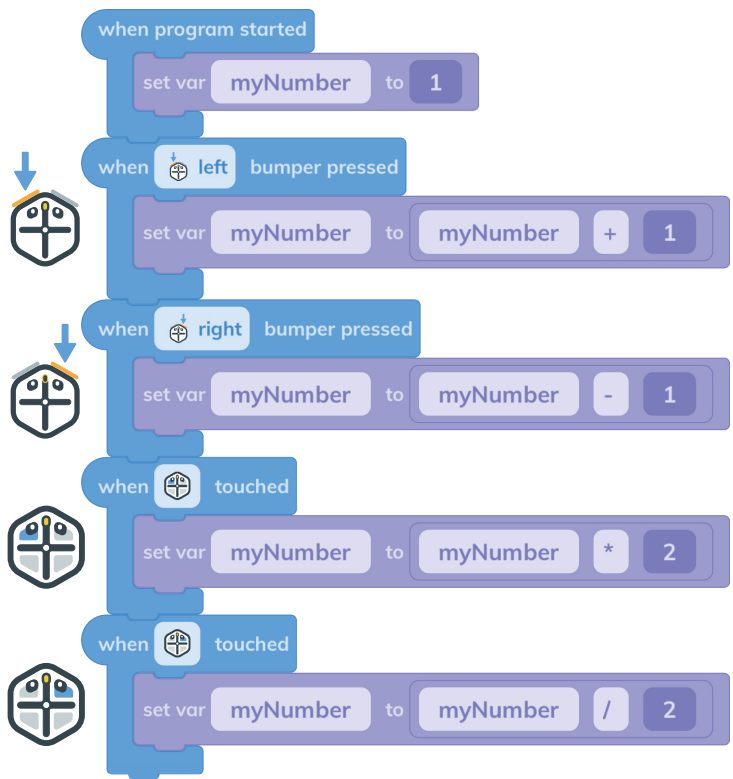 when program started
set var myNumber to 1
when left bumper pressed
set var myNumber to myNumber + 1
when right bumper pressed
set var myNumber to myNumber - 1
when touched
set var myNumber to myNumber * 2
when touched
set var myNumber to myNumber / 2